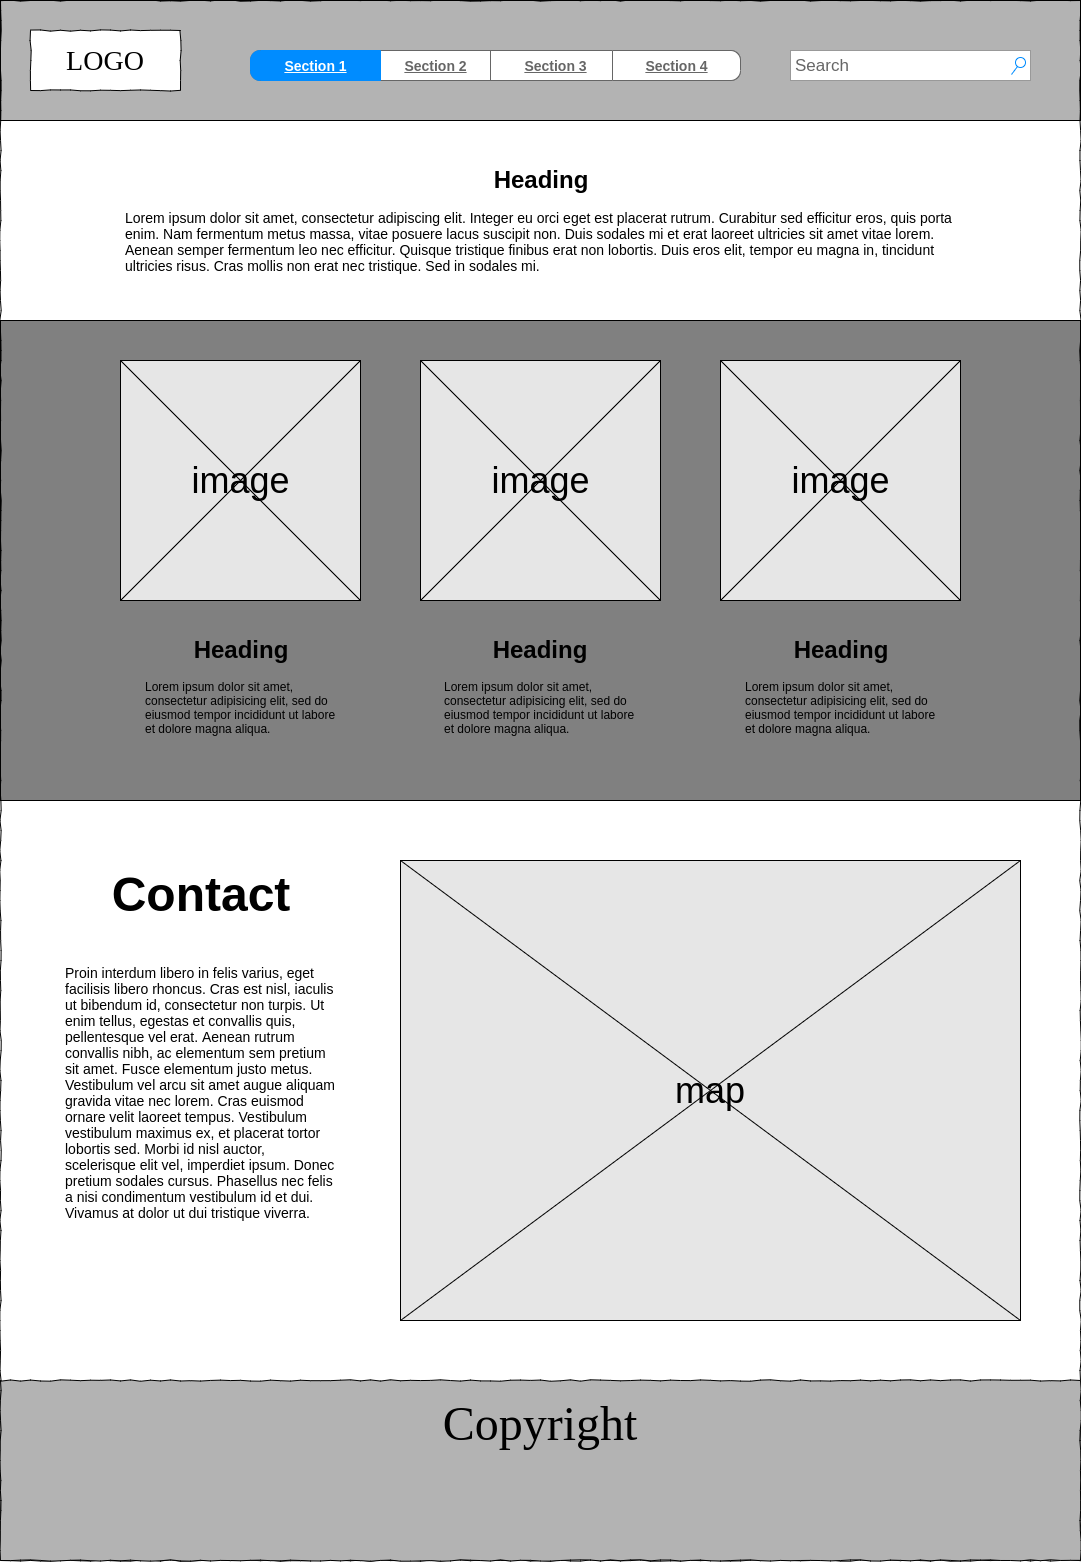 LOGO
Section 1
Section 2
Section 3
Section 4
Search
Heading
Lorem ipsum dolor sit amet, consectetur adipiscing elit. Integer eu orci eget est placerat rutrum. Curabitur sed efficitur eros, quis porta
enim. Nam fermentum metus massa, vitae posuere lacus suscipit non. Duis sodales mi et erat laoreet ultricies sit amet vitae lorem.
Aenean semper fermentum leo nec efficitur. Quisque tristique finibus erat non lobortis. Duis eros elit, tempor eu magna in, tincidunt
ultricies risus. Cras mollis non erat nec tristique. Sed in sodales mi.
image
image
image
Heading
Lorem ipsum dolor sit amet,
consectetur adipisicing elit, sed do
eiusmod tempor incididunt ut labore
et dolore magna aliqua.
Heading
Lorem ipsum dolor sit amet,
consectetur adipisicing elit, sed do
eiusmod tempor incididunt ut labore
et dolore magna aliqua.
Heading
Lorem ipsum dolor sit amet,
consectetur adipisicing elit, sed do
eiusmod tempor incididunt ut labore
et dolore magna aliqua.
Contact
Proin interdum libero in felis varius, eget
facilisis libero rhoncus. Cras est nisl, iaculis
ut bibendum id, consectetur non turpis. Ut
enim tellus, egestas et convallis quis,
pellentesque vel erat. Aenean rutrum
convallis nibh, ac elementum sem pretium
sit amet. Fusce elementum justo metus.
Vestibulum vel arcu sit amet augue aliquam
gravida vitae nec lorem. Cras euismod
ornare velit laoreet tempus. Vestibulum
vestibulum maximus ex, et placerat tortor
lobortis sed. Morbi id nisl auctor,
scelerisque elit vel, imperdiet ipsum. Donec
pretium sodales cursus. Phasellus nec felis
a nisi condimentum vestibulum id et dui.
Vivamus at dolor ut dui tristique viverra.
map
Copyright